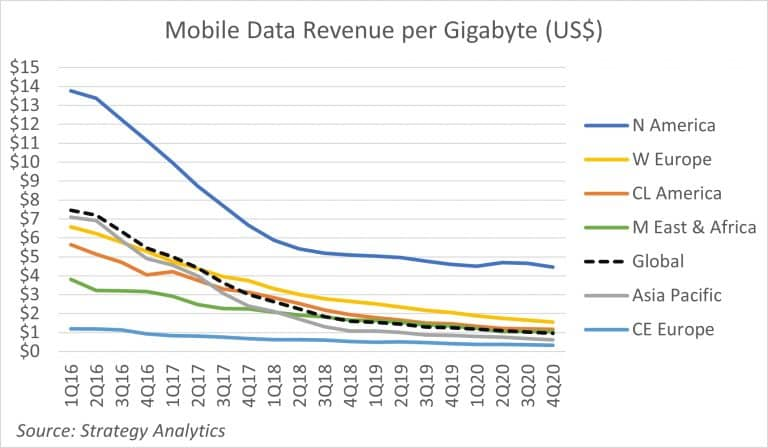 Mobile Data Revenue per Gigabyte (US$)
$15
$14
$13
$12
$11
$10
$9
$8
$7
$6
$5
$4
$3
$2
$1
$0
1Q16
2Q16
3Q16
4Q16
1Q17
2Q17
3Q17
4Q17
1Q18
2Q18
3Q18
4Q18
1Q19
2Q19
3Q19
4Q19
1Q20
2Q20
3Q20
4Q20
N America
W Europe
CL America
M East & Africa
Global
Asia Pacific
CE Europe
Source: Strategy Analytics